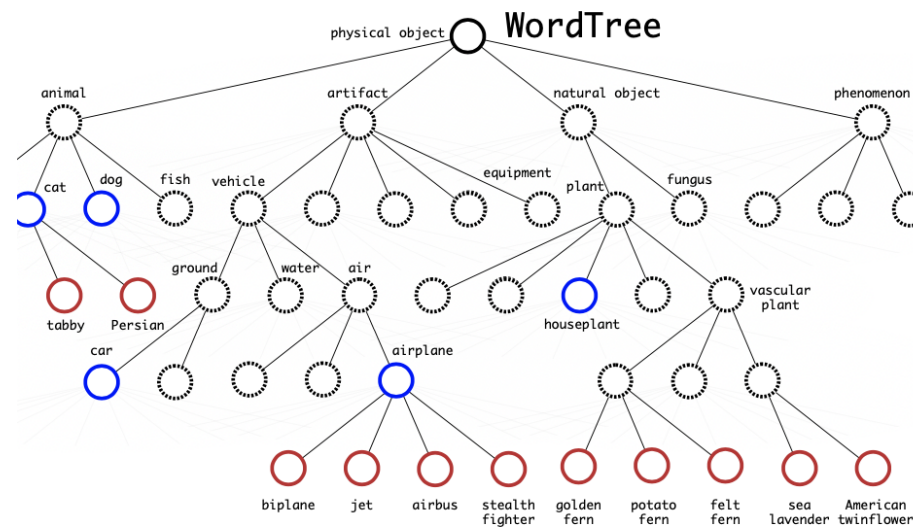 WordTree
physical object
animal
artifact
natural object
phenomenon
cat
dog
fish
vehicle
equipment
plant
fungus
ground
water
air
vascular
plant
tabby
Persian
houseplant
car
airplane
biplane
jet
airbus
stealth
fighter
golden
fern
potato
fern
felt
fern
sea
lavender
American
twinflower